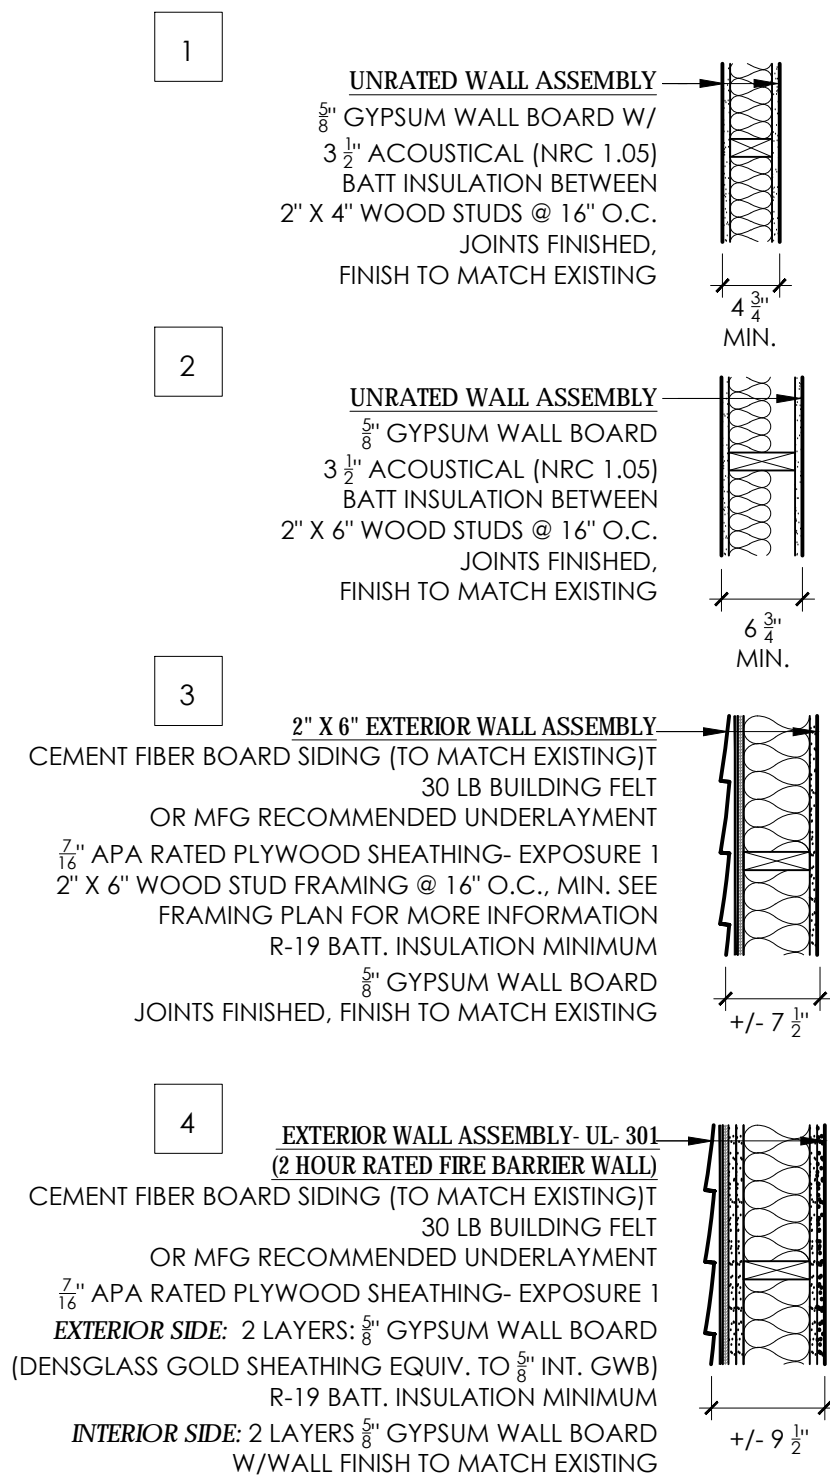 1
UNRATED WALL ASSEMBLY
5/8" GYPSUM WALL BOARD W/
3 1/2" ACOUSTICAL (NRC 1.05)
BATT INSULATION BETWEEN
2" X 4" WOOD STUDS @ 16" O.C.
JOINTS FINISHED,
FINISH TO MATCH EXISTING
4 3/4"
MIN.
2
UNRATED WALL ASSEMBLY
5/8" GYPSUM WALL BOARD
3 1/2" ACOUSTICAL (NRC 1.05)
BATT INSULATION BETWEEN
2" X 6" WOOD STUDS @ 16" O.C.
JOINTS FINISHED,
FINISH TO MATCH EXISTING
6 3/4"
MIN.
3
2" X 6" EXTERIOR WALL ASSEMBLY
CEMENT FIBER BOARD SIDING (TO MATCH EXISTING)T
30 LB BUILDING FELT
OR MFG RECOMMENDED UNDERLAYMENT
7/16" APA RATED PLYWOOD SHEATHING- EXPOSURE 1
2" X 6" WOOD STUD FRAMING @ 16" O.C., MIN. SEE
FRAMING PLAN FOR MORE INFORMATION
R-19 BATT. INSULATION MINIMUM
5/8" GYPSUM WALL BOARD
JOINTS FINISHED, FINISH TO MATCH EXISTING
+/- 7 1/2"
4
EXTERIOR WALL ASSEMBLY- UL- 301
(2 HOUR RATED FIRE BARRIER WALL)
CEMENT FIBER BOARD SIDING (TO MATCH EXISTING)T
30 LB BUILDING FELT
OR MFG RECOMMENDED UNDERLAYMENT
7/16" APA RATED PLYWOOD SHEATHING- EXPOSURE 1
EXTERIOR SIDE: 2 LAYERS: 5/8" GYPSUM WALL BOARD
(DENSGLASS GOLD SHEATHING EQUIV. TO 5/8" INT. GWB)
R-19 BATT. INSULATION MINIMUM
INTERIOR SIDE: 2 LAYERS 5/8" GYPSUM WALL BOARD
W/WALL FINISH TO MATCH EXISTING
+/- 9 1/2"